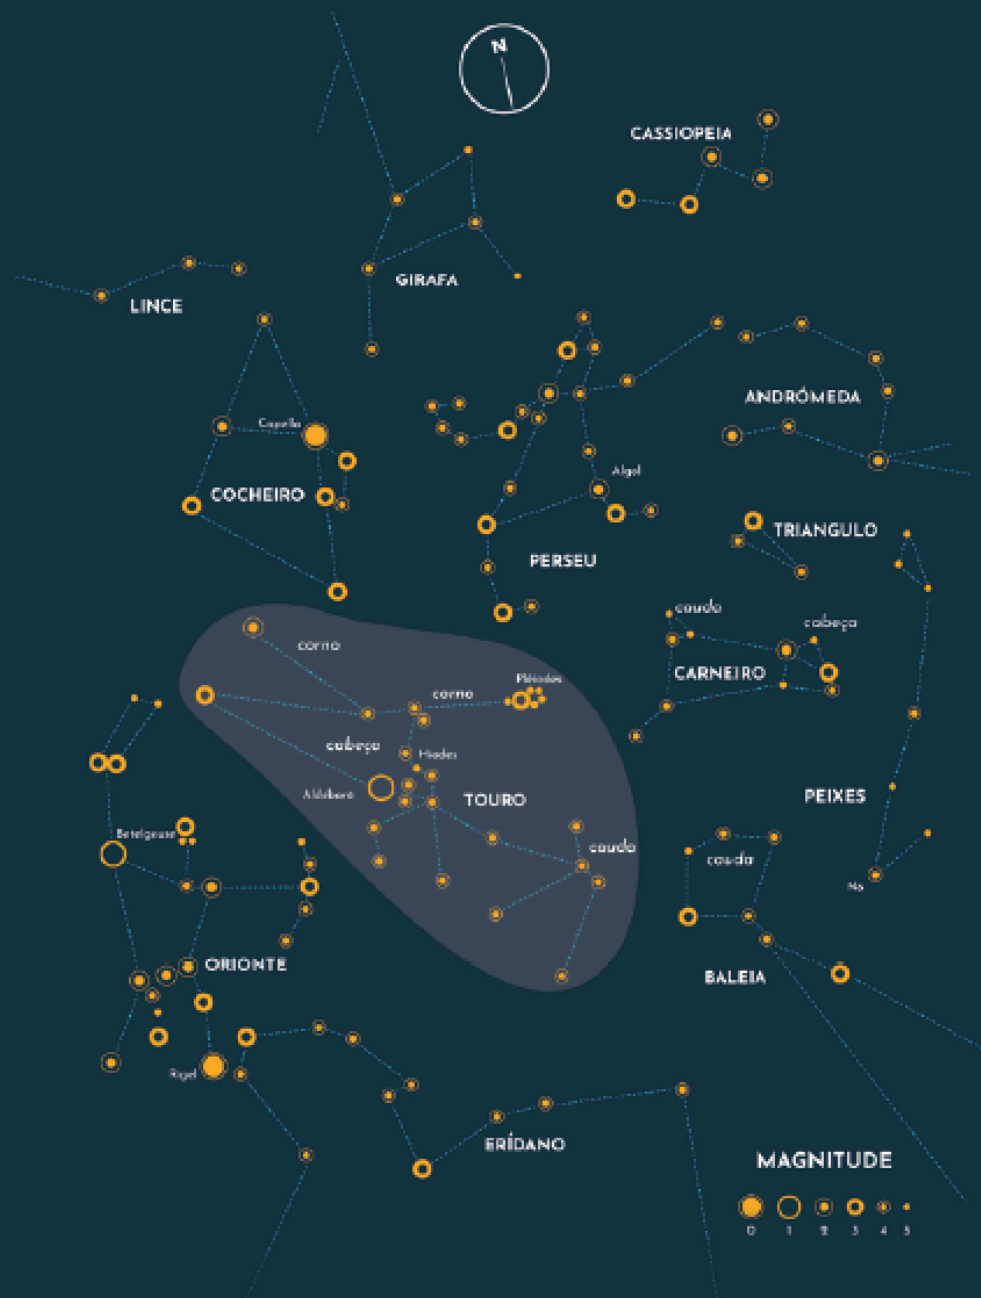 N
CASSIOPEIA
GIRAFA
LINCE
ANDRÓMEDA
Capella
COCHEIRO
Algol
TRIANGULO
PERSEU
cauda
cabeça
corno
CARNEIRO
Plêiades
corno
cabeça
Híades
Aldebarã
TOURO
PEIXES
Betelgeuse
cauda
cauda
Nó
ORIONTE
BALEIA
Rigel
ERÍDANO
MAGNITUDE
0 1 2 3 4 5